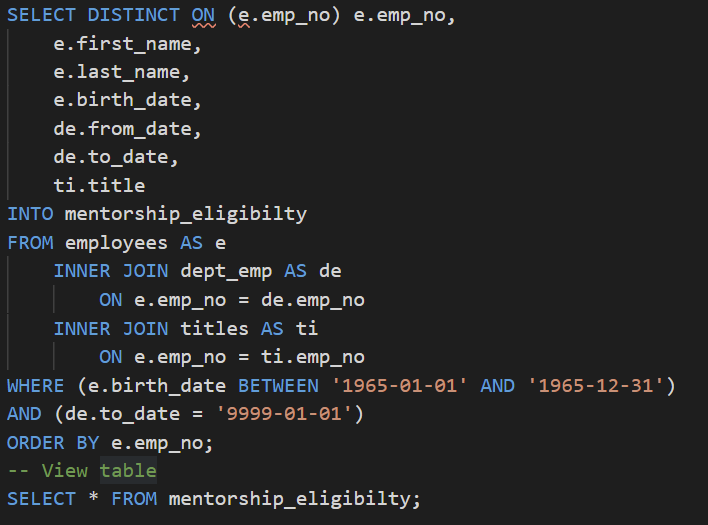 SELECT DISTINCT ON (e.emp_no) e.emp_no,
e.first_name,
e.last_name,
e.birth_date,
de.from_date,
de.to_date,
ti.title
INTO mentorship_eligibilty
FROM employees AS e
INNER JOIN dept_emp AS de
ON e.emp_no = de.emp_no
INNER JOIN titles AS ti
ON e.emp_no = ti.emp_no
WHERE (e.birth_date BETWEEN '1965-01-01' AND '1965-12-31')
AND (de.to_date = '9999-01-01')
ORDER BY e.emp_no;
-- View table
SELECT * FROM mentorship_eligibilty;